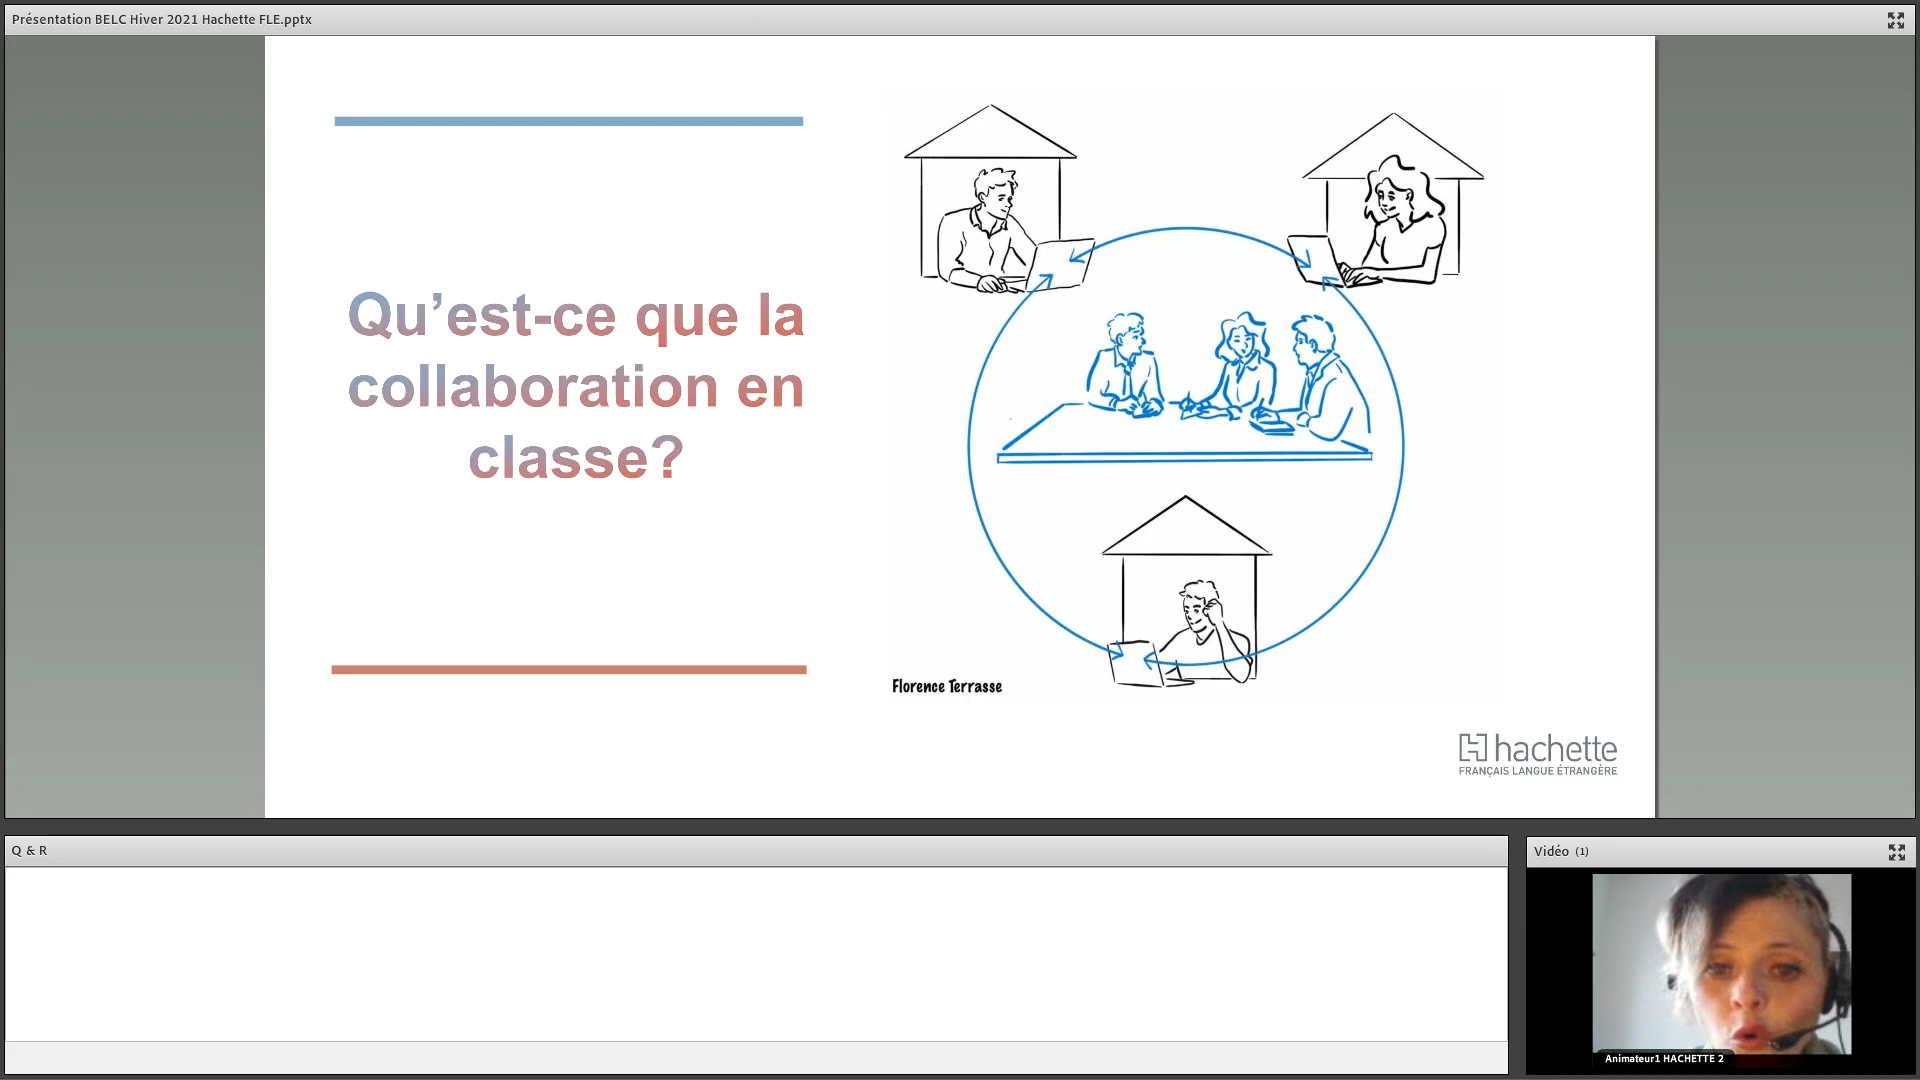 Présentation BELC Hiver 2021 Hachette FLE.pptx
Qu’est-ce que la
collaboration en
classe?
Florence Terrasse
hachette
FRANÇAIS LANGUE ÉTRANGÈRE
Q & R
Vidéo (1)
Animateur1 HACHETTE 2